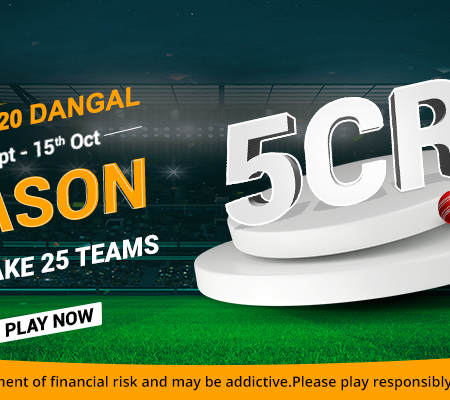 20 DANGAL
pt - 15th Oct
ASON
AKE 25 TEAMS
PLAY NOW
5CR
ment of financial risk and may be addictive.Please play responsibly